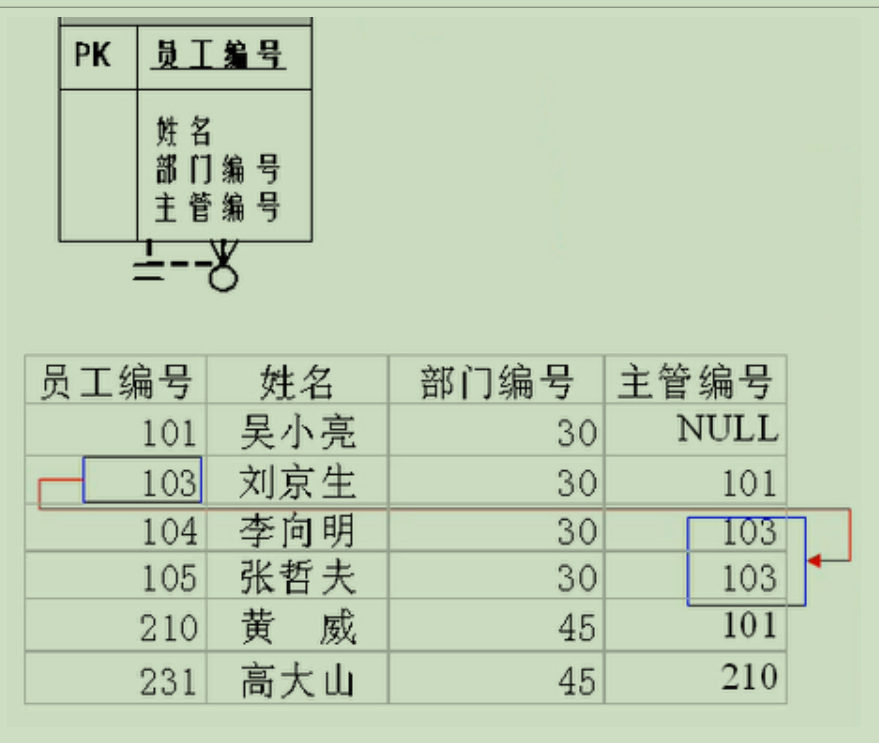 PK 员工编号
姓名
部门编号
主管编号
员工编号 姓名 部门编号 主管编号
101 吴小亮 30 NULL
103 刘京生 30 101
104 李向明 30 103
105 张哲夫 30 103
210 黄 威 45 101
231 高大山 45 210